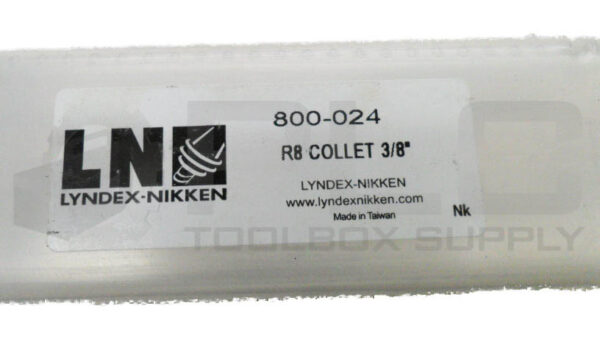 800-024
R8 COLLET 3/8"
LN
LYNDEX-NIKKEN
LYNDEX-NIKKEN
www.lyndexnikken.com
Made in Taiwan
Nk
PLC
TOOLBOX SUPPLY